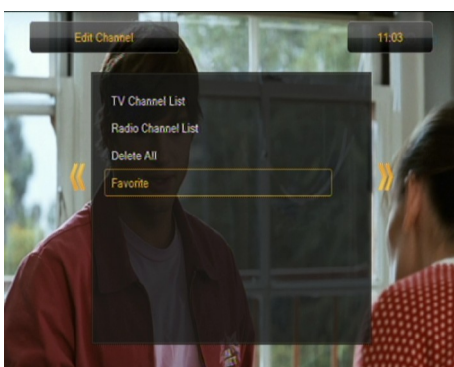 Edit Channel
11:03
TV Channel List
Radio Channel List
Delete All
Favorite